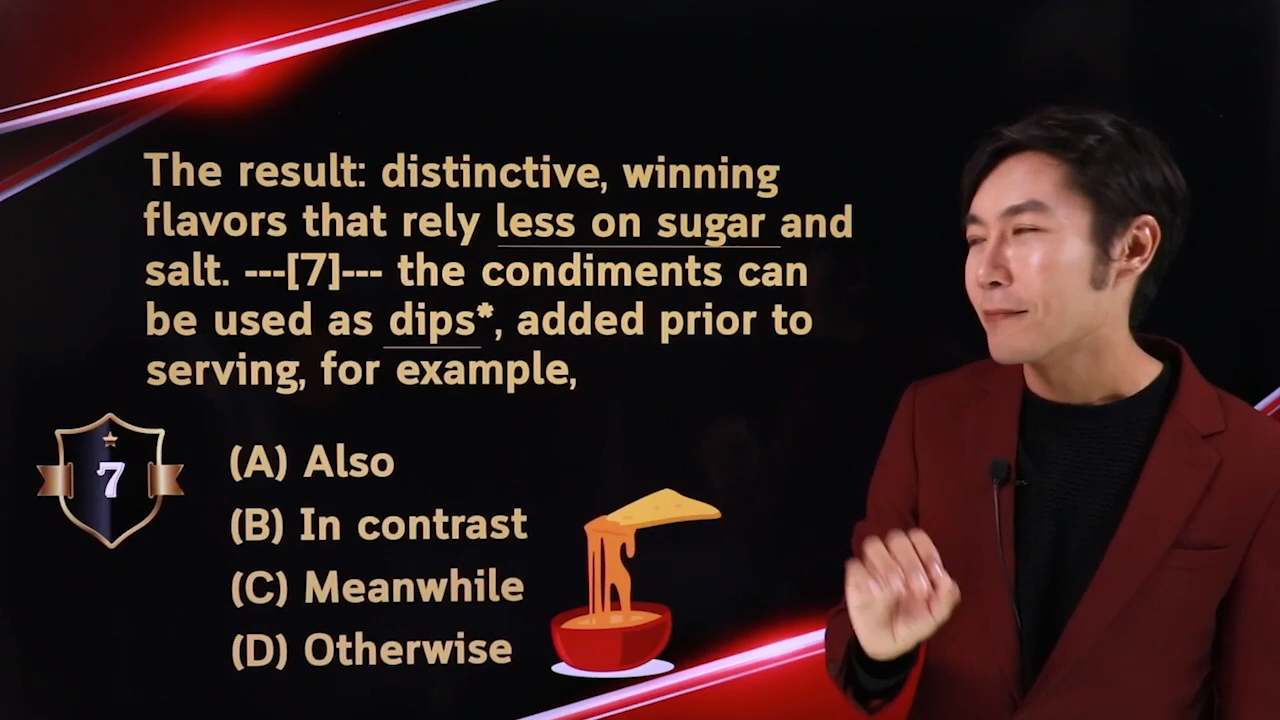 The result: distinctive, winning
flavors that rely less on sugar and
salt. ---[7]--- the condiments can
be used as dips*, added prior to
serving, for example,
7
(A) Also
(B) In contrast
(C) Meanwhile
(D) Otherwise